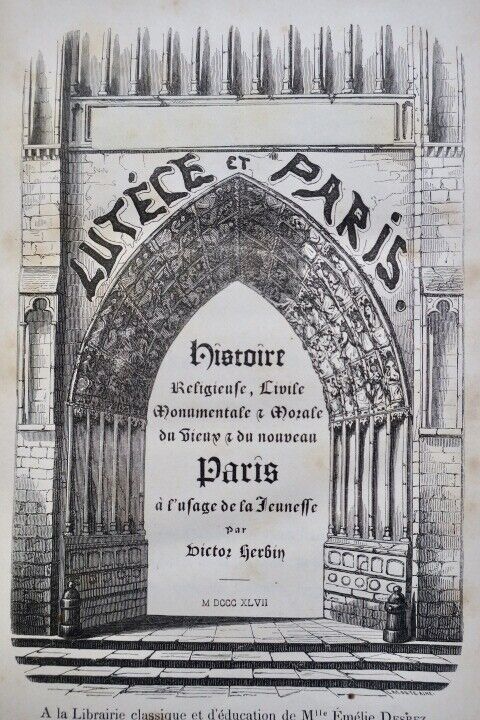 LUTÈCE ET PARIS.
Histoire
Religieuſe, Civile
Monumentale & Morale
du Vieux & du nouveau
Paris
à l'uſage de la Jeuneſſe
par
Victor Herbin
M DCCC XLVII
A la Librairie classique et d'éducation de Mlle Émélie